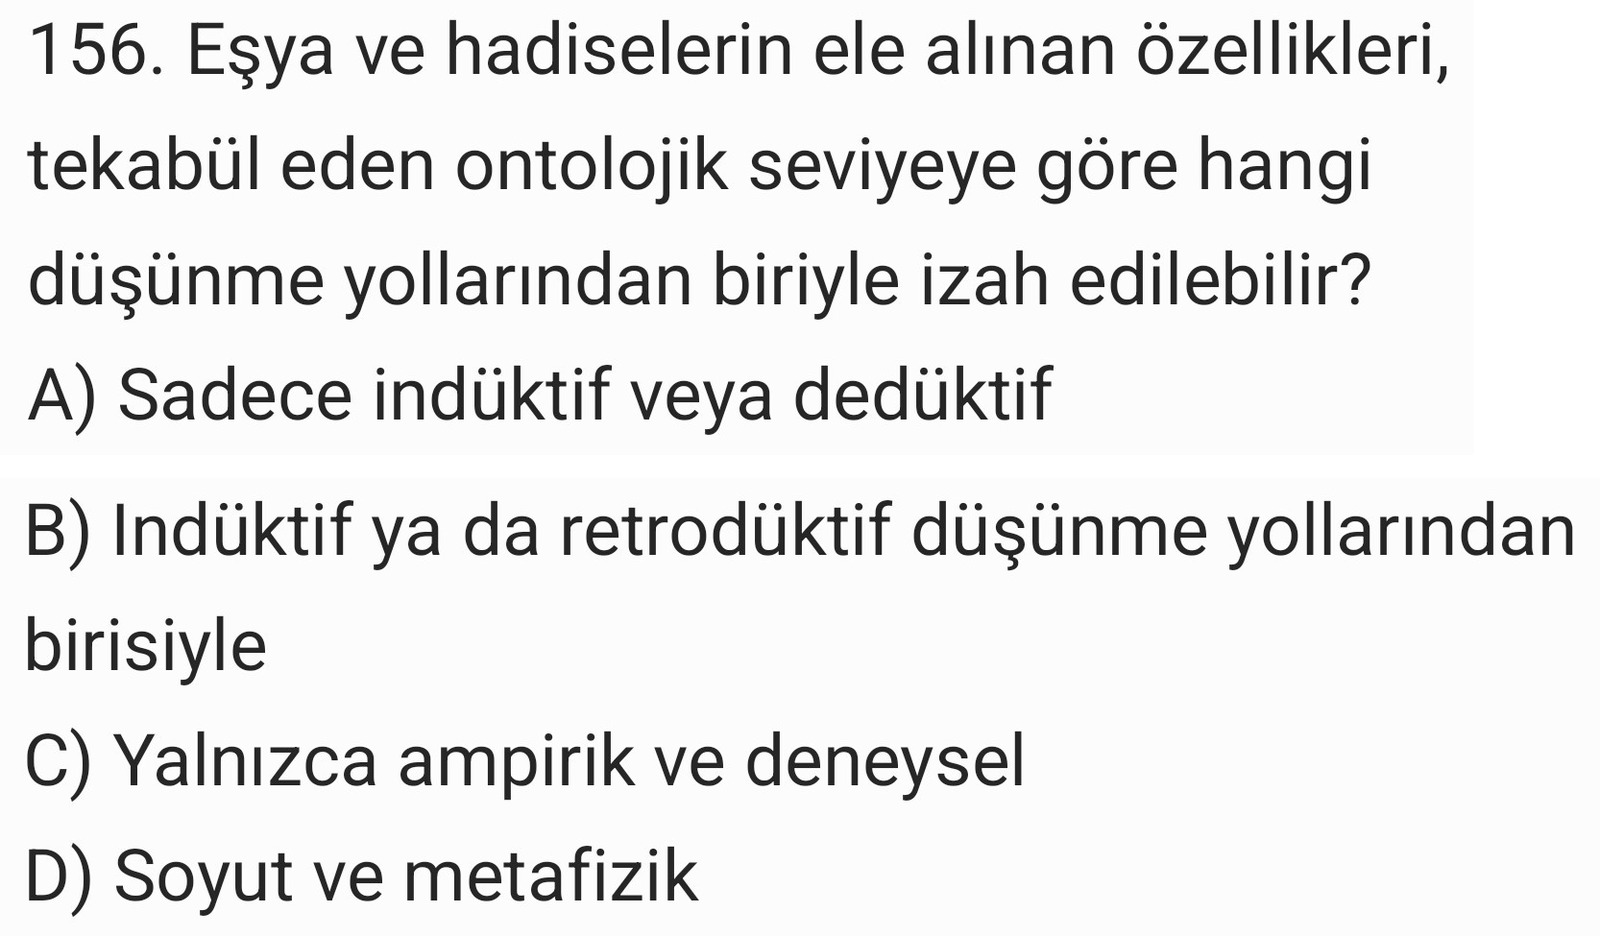 156. Eşya ve hadiselerin ele alınan özellikleri,
tekabül eden ontolojik seviyeye göre hangi
düşünme yollarından biriyle izah edilebilir?
A) Sadece indüktif veya dedüktif
B) Indüktif ya da retrodüktif düşünme yollarından
birisiyle
C) Yalnızca ampirik ve deneysel
D) Soyut ve metafizik